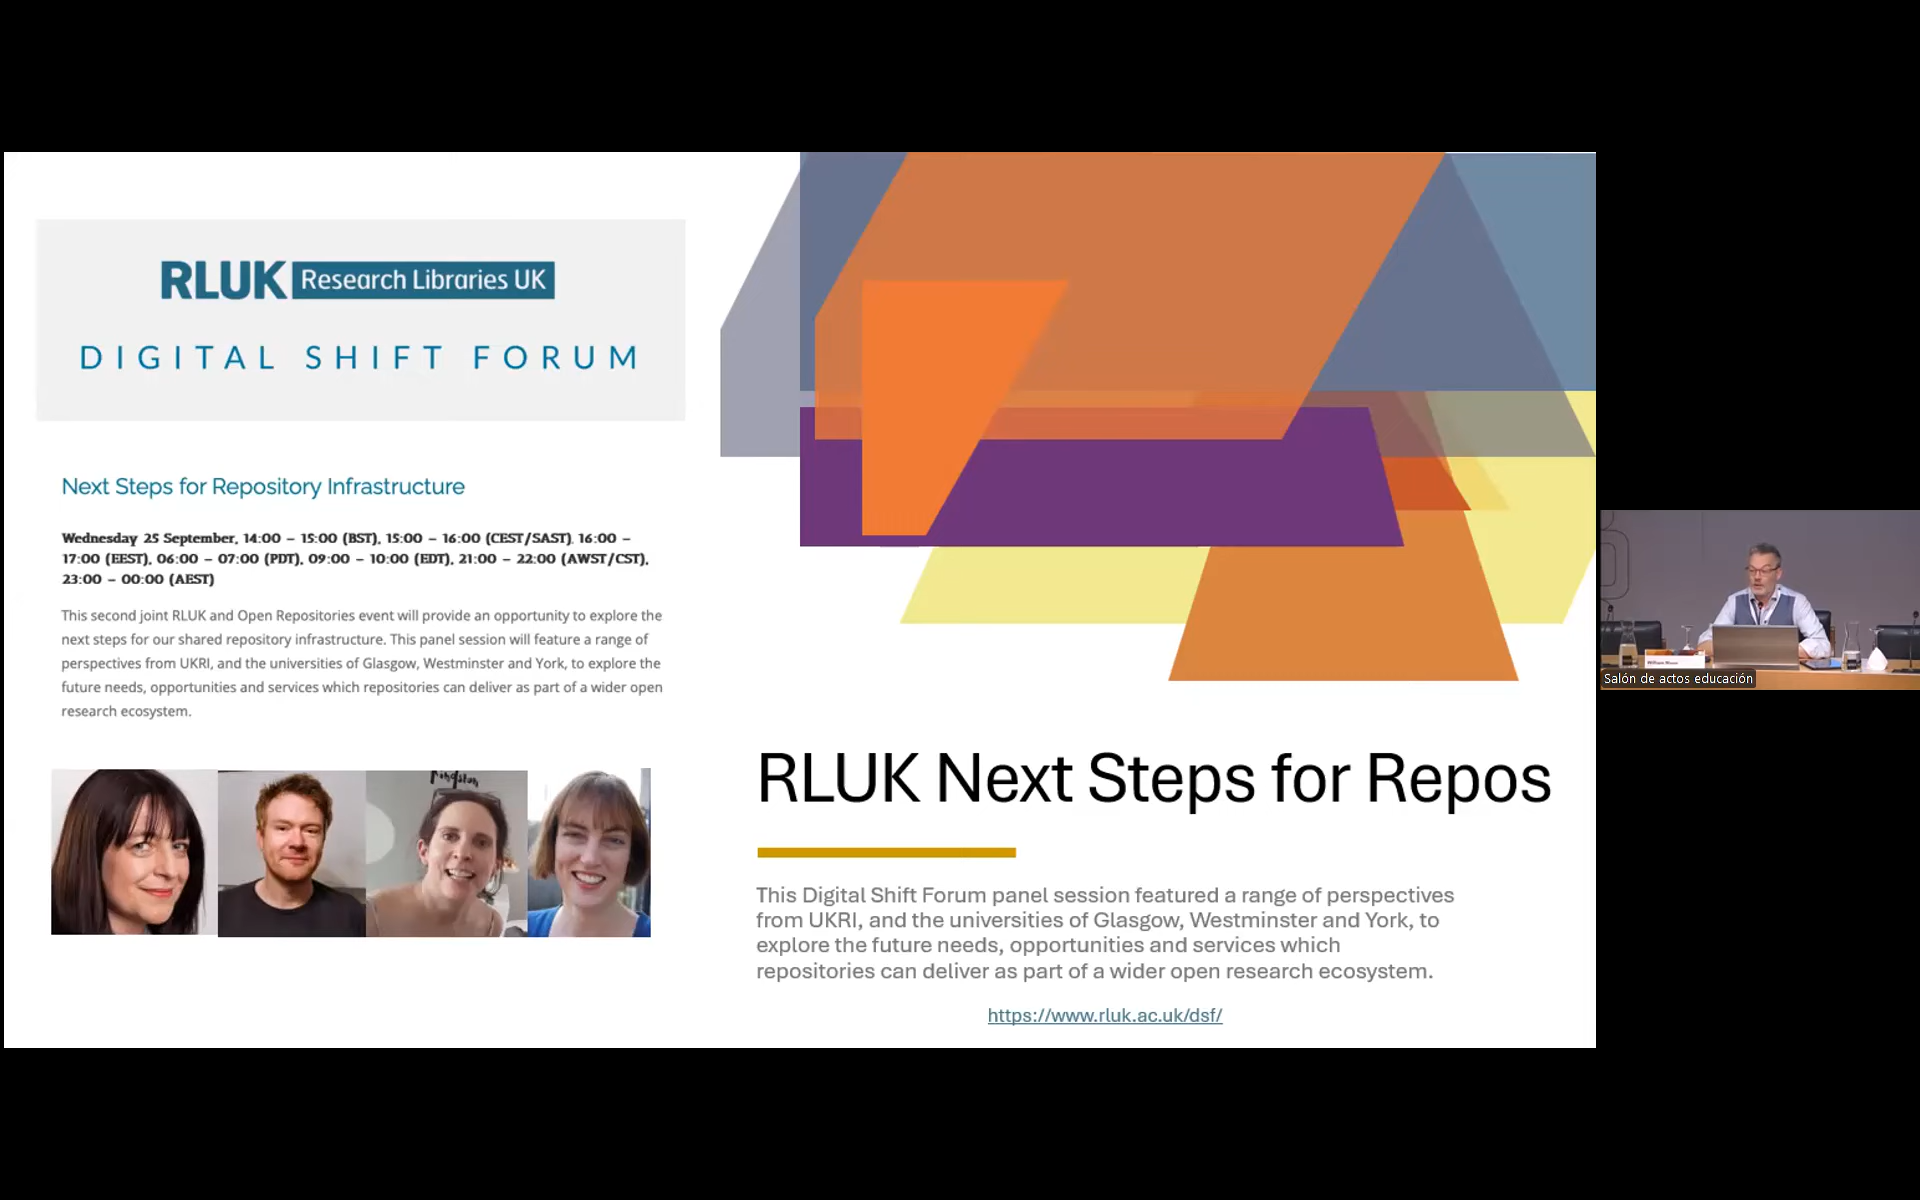 RLUK Research Libraries UK
DIGITAL SHIFT FORUM
Next Steps for Repository Infrastructure
Wednesday 25 September, 14:00 – 15:00 (BST), 15:00 – 16:00 (CEST/SAST). 16:00 –
17:00 (EEST), 06:00 – 07:00 (PDT), 09:00 – 10:00 (EDT), 21:00 – 22:00 (AWST/CST),
23:00 – 00:00 (AEST)
This second joint RLUK and Open Repositories event will provide an opportunity to explore the
next steps for our shared repository infrastructure. This panel session will feature a range of
perspectives from UKRI, and the universities of Glasgow, Westminster and York, to explore the
future needs, opportunities and services which repositories can deliver as part of a wider open
research ecosystem.
RLUK Next Steps for Repos
This Digital Shift Forum panel session featured a range of perspectives
from UKRI, and the universities of Glasgow, Westminster and York, to
explore the future needs, opportunities and services which
repositories can deliver as part of a wider open research ecosystem.
https://www.rluk.ac.uk/dsf/
Salón de actos educación